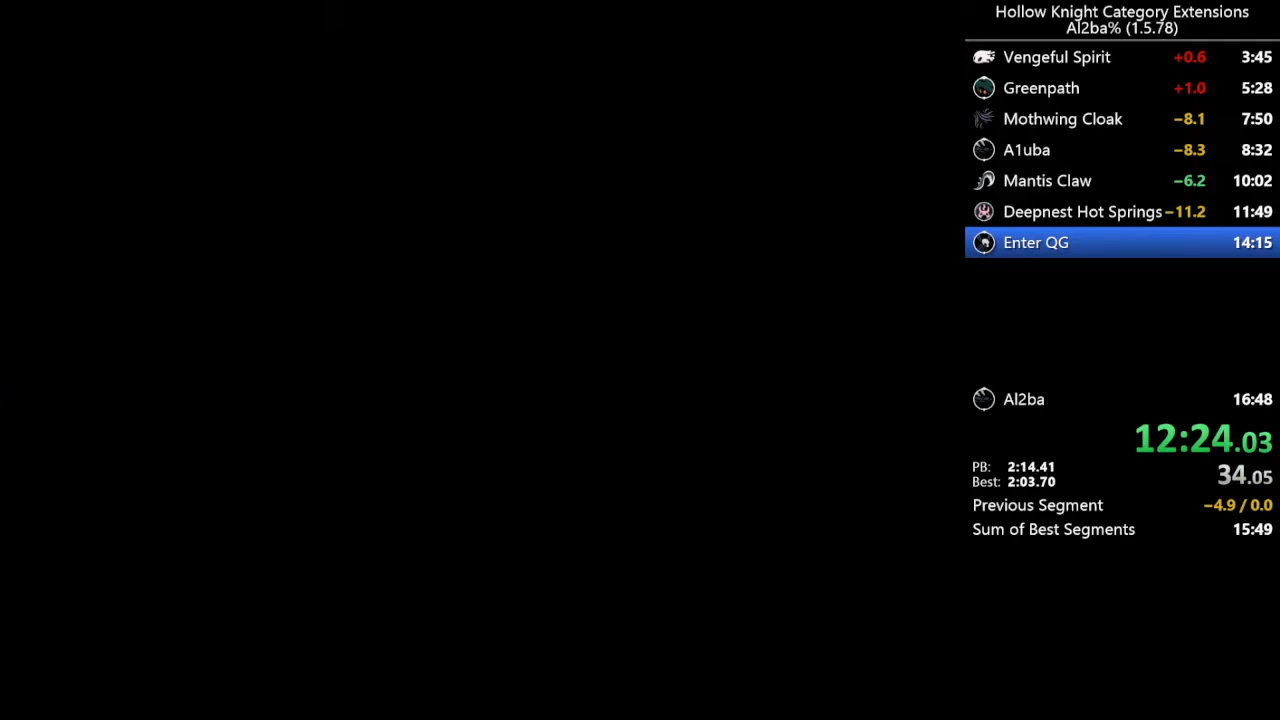 Hollow Knight Category Extensions
Al2ba% (1.5.78)
Vengeful Spirit +0.6 3:45
Greenpath +1.0 5:28
Mothwing Cloak −8.1 7:50
A1uba −8.3 8:32
Mantis Claw −6.2 10:02
Deepnest Hot Springs −11.2 11:49
Enter QG 14:15
Al2ba 16:48
12:24.03
PB: 2:14.41
34.05
Best: 2:03.70
Previous Segment −4.9 / 0.0
Sum of Best Segments 15:49